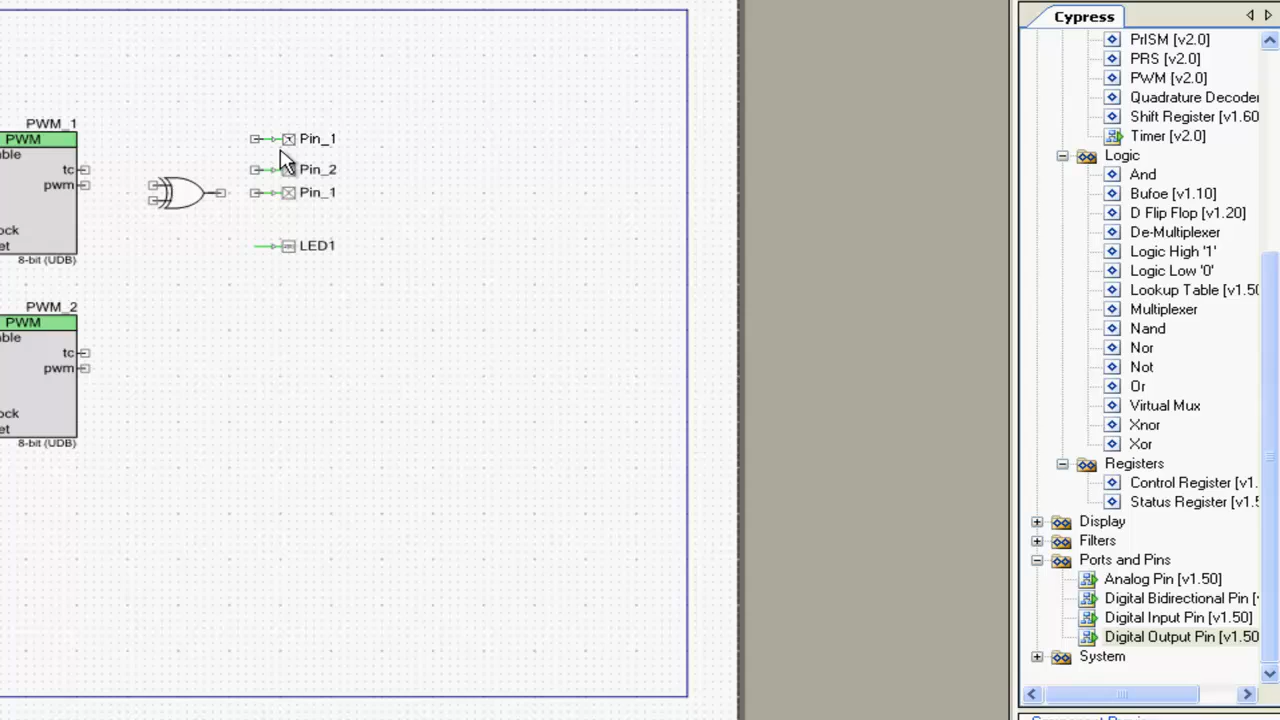 PWM_1
PWM
able
tc
pwm
ock
et
8-bit (UDB)
Pin_1
Pin_2
Pin_1
LED1
PWM_2
PWM
able
tc
pwm
ock
et
8-bit (UDB)
Cypress
PrISM [v2.0]
PRS [v2.0]
PWM [v2.0]
Quadrature Decoder
Shift Register [v1.60
Timer [v2.0]
Logic
And
Bufoe [v1.10]
D Flip Flop [v1.20]
De-Multiplexer
Logic High '1'
Logic Low '0'
Lookup Table [v1.50
Multiplexer
Nand
Nor
Not
Or
Virtual Mux
Xnor
Xor
Registers
Control Register [v1.
Status Register [v1.5
Display
Filters
Ports and Pins
Analog Pin [v1.50]
Digital Bidirectional Pin [
Digital Input Pin [v1.50]
Digital Output Pin [v1.50
System